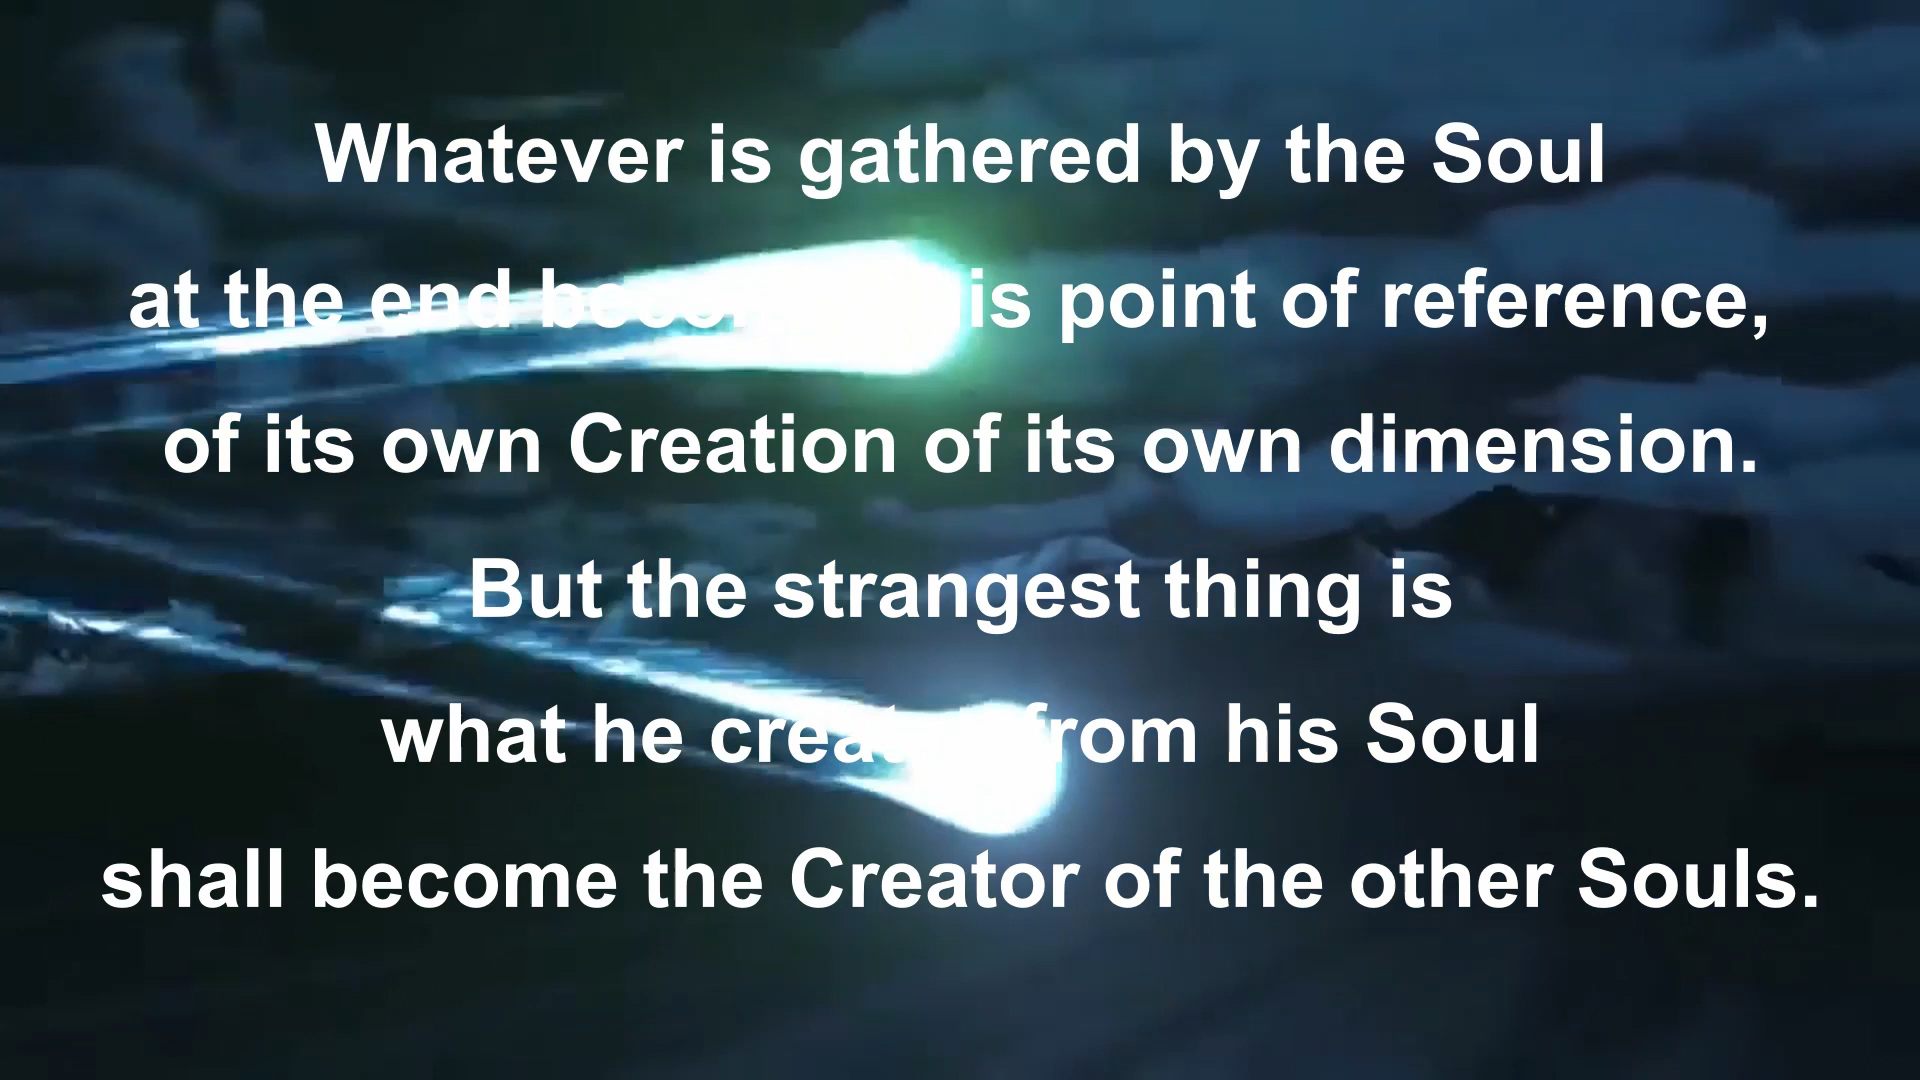 Whatever is gathered by the Soul
at the end is point of reference,
of its own Creation of its own dimension.
But the strangest thing is
what he from his Soul
shall become the Creator of the other Souls.